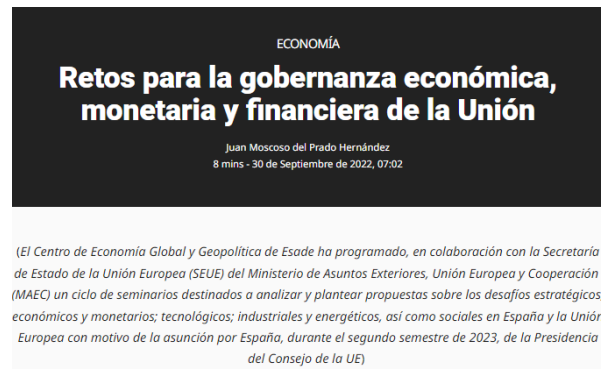 ECONOMÍA
Retos para la gobernanza económica,
monetaria y financiera de la Unión
Juan Moscoso del Prado Hernández
8 mins - 30 de Septiembre de 2022, 07:02
(El Centro de Economía Global y Geopolítica de Esade ha programado, en colaboración con la Secretaría
de Estado de la Unión Europea (SEUE) del Ministerio de Asuntos Exteriores, Unión Europea y Cooperación
(MAEC) un ciclo de seminarios destinados a analizar y plantear propuestas sobre los desafíos estratégicos,
económicos y monetarios; tecnológicos; industriales y energéticos, así como sociales en España y la Unión
Europea con motivo de la asunción por España, durante el segundo semestre de 2023, de la Presidencia
del Consejo de la UE)